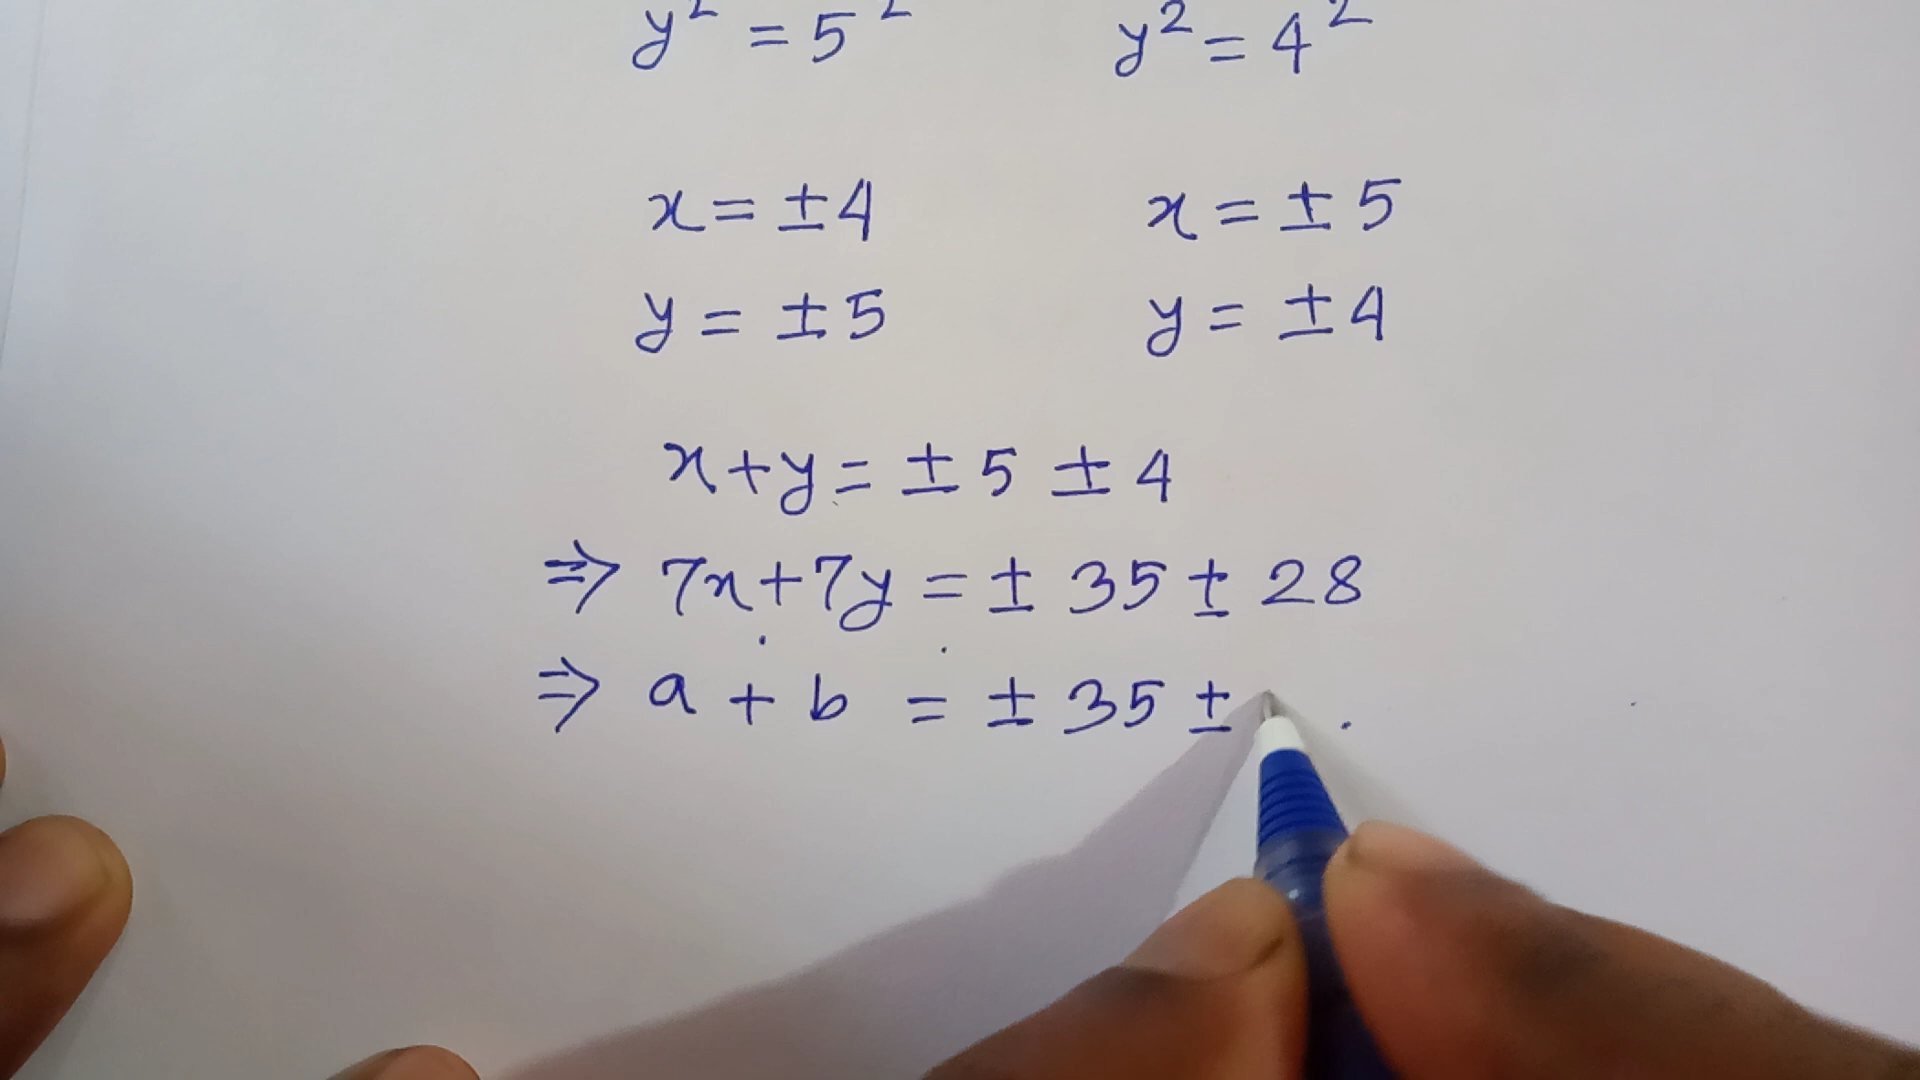 y² = 5² y² = 4²
x = ±4 x = ±5
y = ±5 y = ±4
x+y = ±5 ±4
⇒ 7x+7y = ± 35 ± 28
⇒ a + b = ± 35 ±